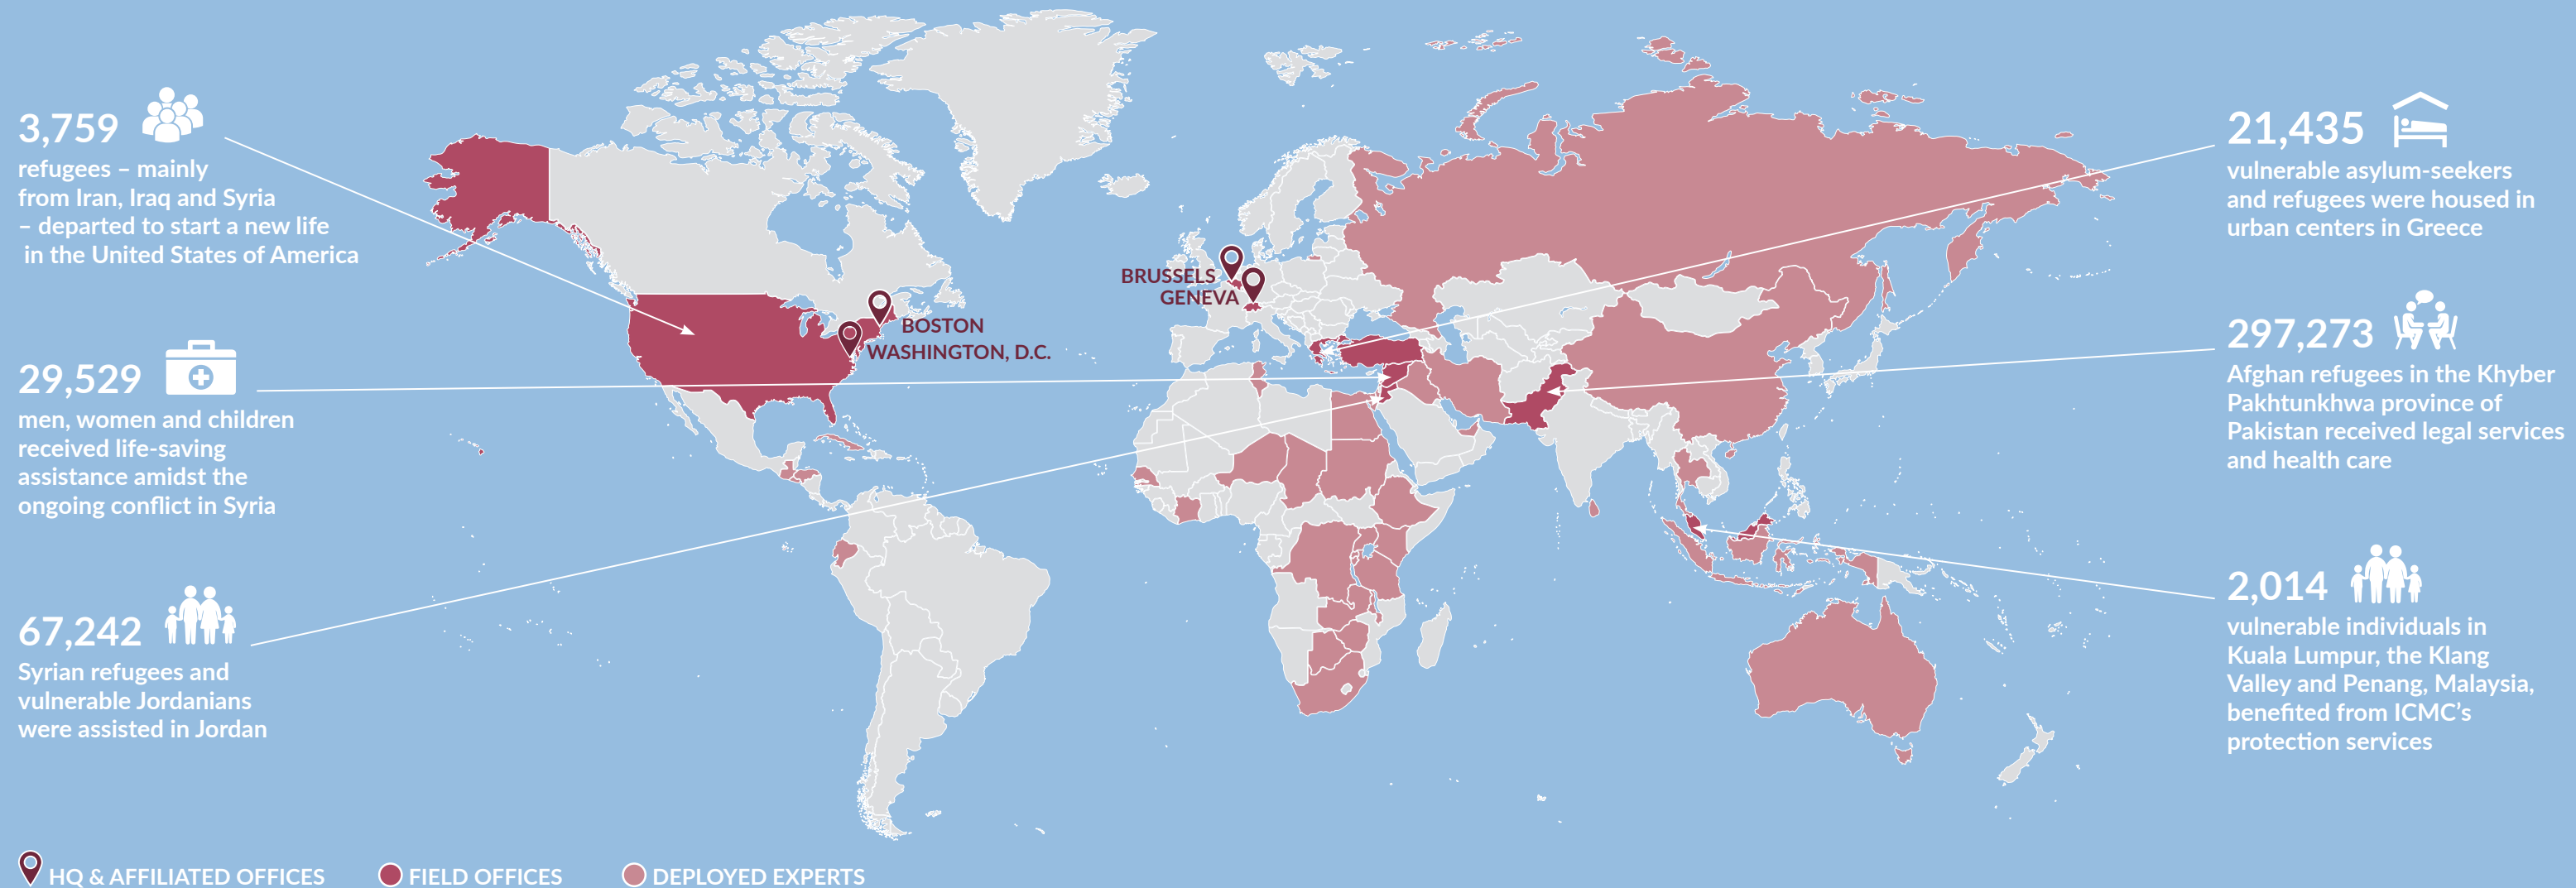 3,759
refugees – mainly
from Iran, Iraq and Syria
– departed to start a new life
in the United States of America
29,529
men, women and children
received life-saving
assistance amidst the
ongoing conflict in Syria
67,242
Syrian refugees and
vulnerable Jordanians
were assisted in Jordan
BRUSSELS
GENEVA
BOSTON
WASHINGTON, D.C.
21,435
vulnerable asylum-seekers
and refugees were housed in
urban centers in Greece
297,273
Afghan refugees in the Khyber
Pakhtunkhwa province of
Pakistan received legal services
and health care
2,014
vulnerable individuals in
Kuala Lumpur, the Klang
Valley and Penang, Malaysia,
benefited from ICMC’s
protection services
HQ & AFFILIATED OFFICES
FIELD OFFICES
DEPLOYED EXPERTS